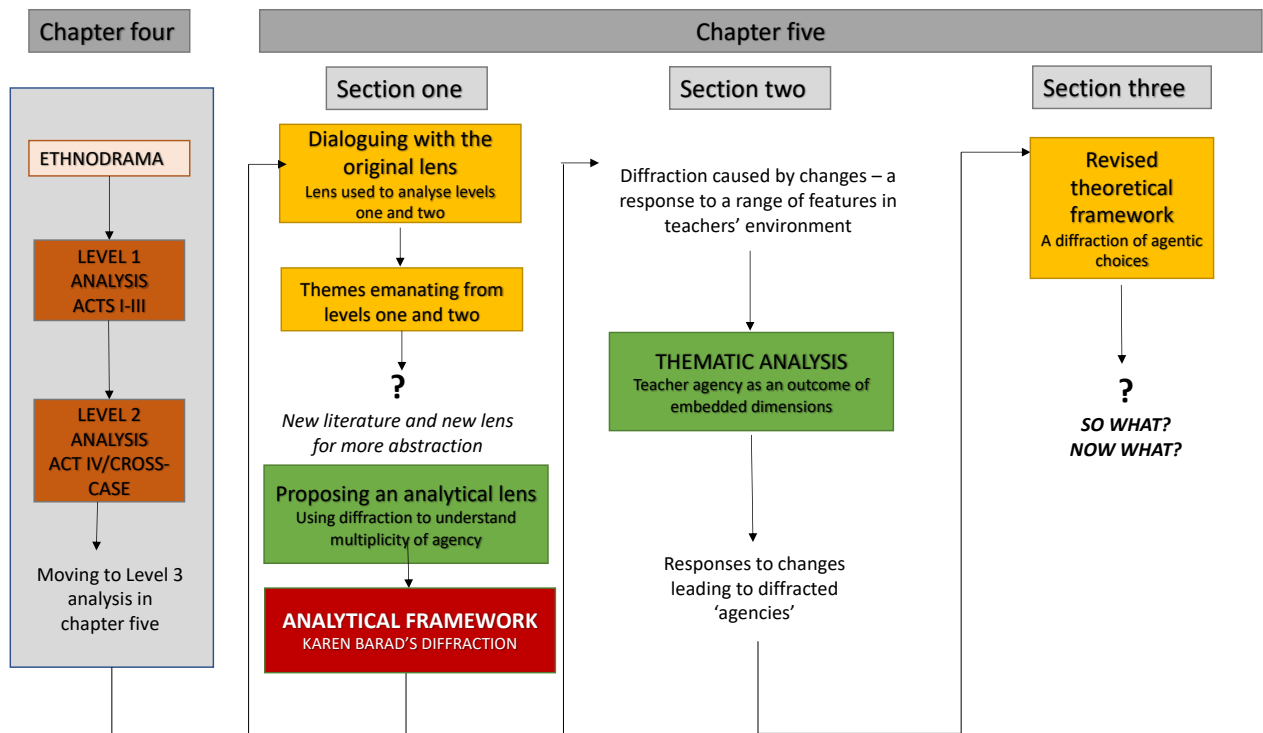 Chapter four
ETHNODRAMA
LEVEL 1
ANALYSIS
ACTS I-III
LEVEL 2
ANALYSIS
ACT IV/CROSS-
CASE
Moving to Level 3
analysis in
chapter five
Chapter five
Section one
Dialoguing with the
original lens
Lens used to analyse levels
one and two
Themes emanating from
levels one and two
?
New literature and new lens
for more abstraction
Proposing an analytical lens
Using diffraction to understand
multiplicity of agency
ANALYTICAL FRAMEWORK
KAREN BARAD'S DIFFRACTION
Section two
Diffraction caused by changes – a
response to a range of features in
teachers' environment
THEMATIC ANALYSIS
Teacher agency as an outcome of
embedded dimensions
Responses to changes
leading to diffracted
'agencies'
Section three
Revised
theoretical
framework
A diffraction of agentic
choices
?
SO WHAT?
NOW WHAT?